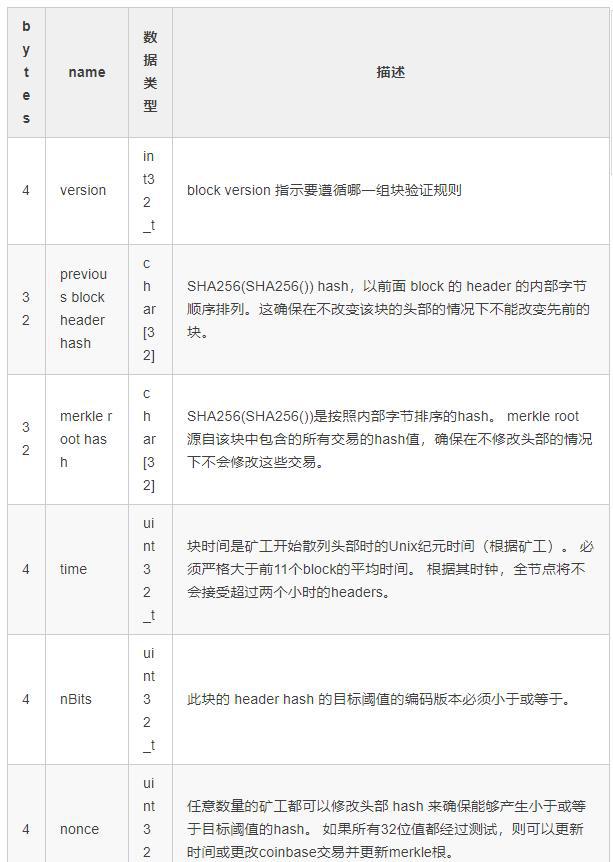 bytes name 数据类型 描述
4 version int32_t block version 指示要遵循哪一组块验证规则
32 previous block header hash char[32] SHA256(SHA256()) hash，以前面 block 的 header 的内部字节
顺序排列。这确保在不改变该块的头部的情况下不能改变先前的
块。
32 merkle root hash char[32] SHA256(SHA256()是按照内部字节排序的hash。 merkle root
源自该块中包含的所有交易的hash值，确保在不修改头部的情况
下不会修改这些交易。
4 time uint32_t 块时间是矿工开始散列头部时的Unix纪元时间（根据矿工）。 必
须严格大于前11个block的平均时间。 根据其时钟，全节点将不
会接受超过两个小时的headers。
4 nBits uint32_t 此块的 header hash 的目标阈值的编码版本必须小于或等于。
4 nonce uint32 任意数量的矿工都可以修改头部 hash 来确保能够产生小于或等
于目标阈值的hash。 如果所有32位值都经过测试，则可以更新
时间或更改coinbase交易并更新merkle根。